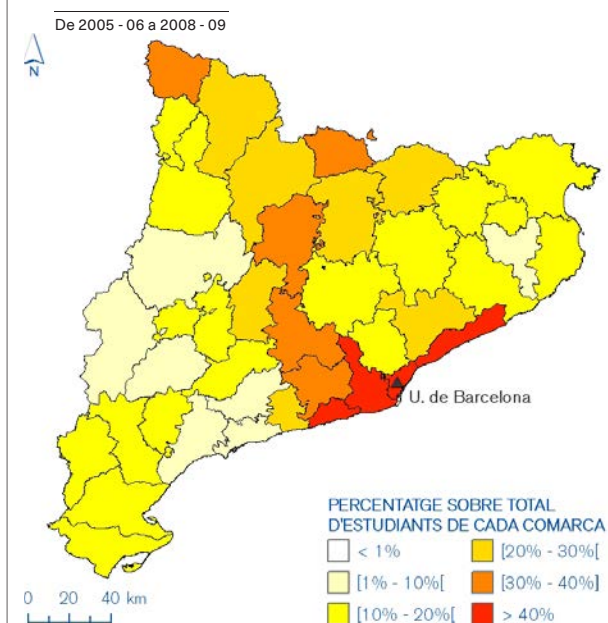 De 2005 - 06 a 2008 - 09
N
U. de Barcelona
PERCENTATGE SOBRE TOTAL
D'ESTUDIANTS DE CADA COMARCA
< 1%
[1% - 10%[
[10% - 20%[
[20% - 30%[
[30% - 40%]
> 40%
0 20 40 km